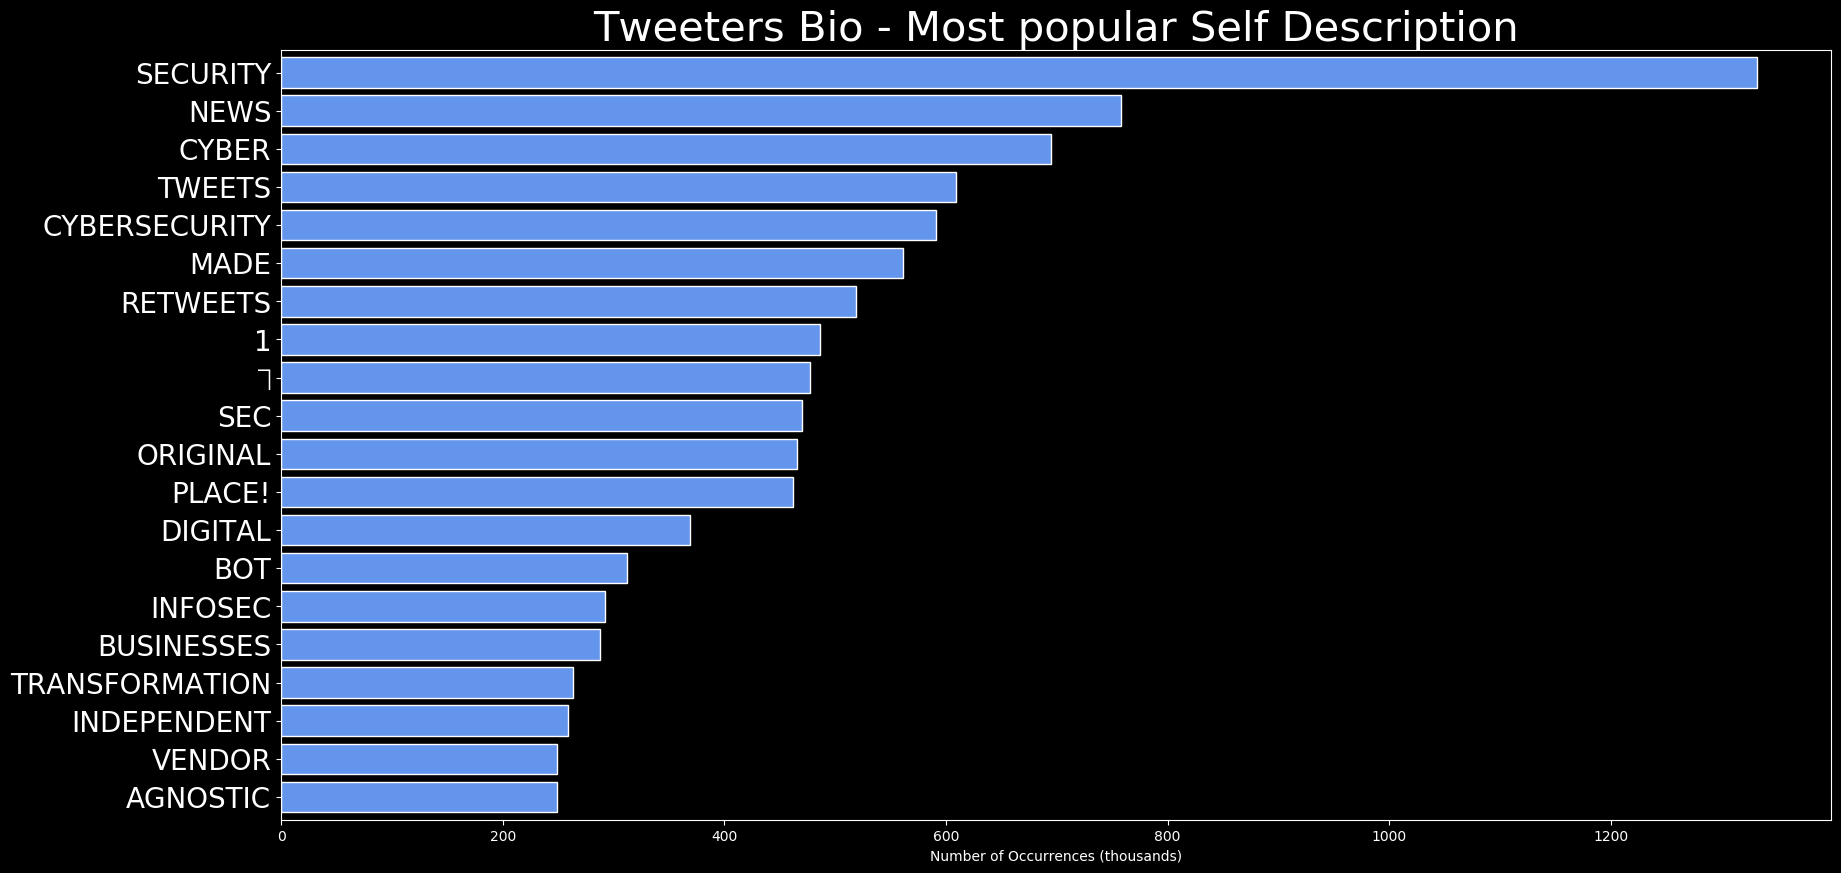 Tweeters Bio - Most popular Self Description
SECURITY
NEWS
CYBER
TWEETS
CYBERSECURITY
MADE
RETWEETS
1
SEC
ORIGINAL
PLACE!
DIGITAL
BOT
INFOSEC
BUSINESSES
TRANSFORMATION
INDEPENDENT
VENDOR
AGNOSTIC
0 200 400 600 800 1000 1200
Number of Occurrences (thousands)